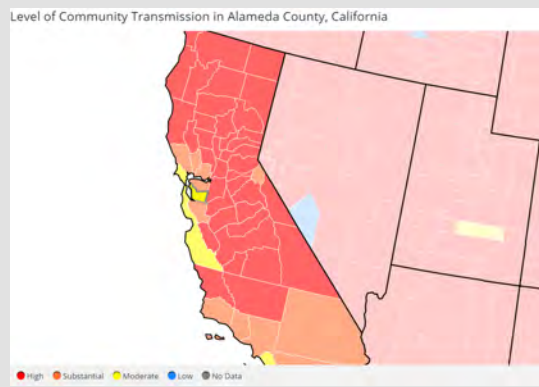 Level of Community Transmission in Alameda County, California
High Substantial Moderate Low No Data